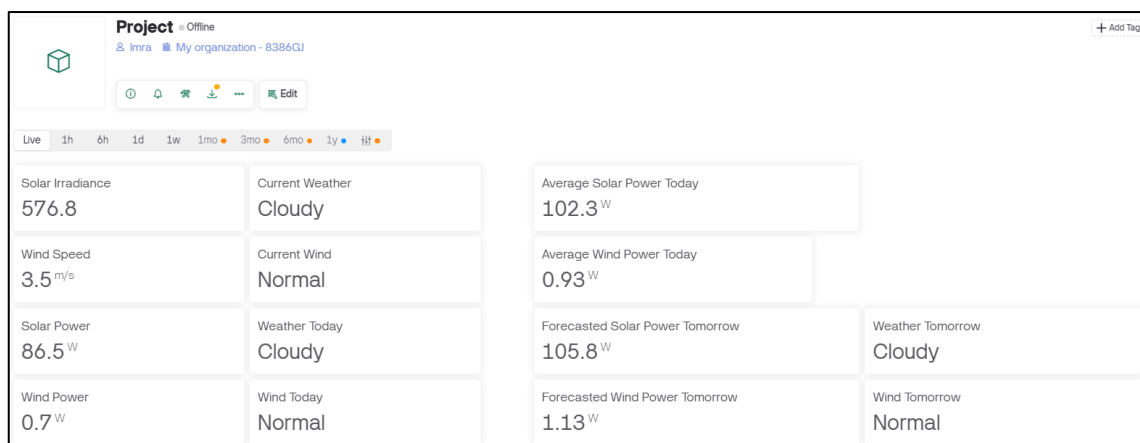 Project Offline
Imra My organization - 8386GJ
Add Tag
Edit
Live 1h 6h 1d 1w 1mo 3mo 6mo 1y
Solar Irradiance
576.8
Current Weather
Cloudy
Average Solar Power Today
102.3 W
Wind Speed
3.5 m/s
Current Wind
Normal
Average Wind Power Today
0.93 W
Solar Power
86.5 W
Weather Today
Cloudy
Forecasted Solar Power Tomorrow
105.8 W
Weather Tomorrow
Cloudy
Wind Power
0.7 W
Wind Today
Normal
Forecasted Wind Power Tomorrow
1.13 W
Wind Tomorrow
Normal